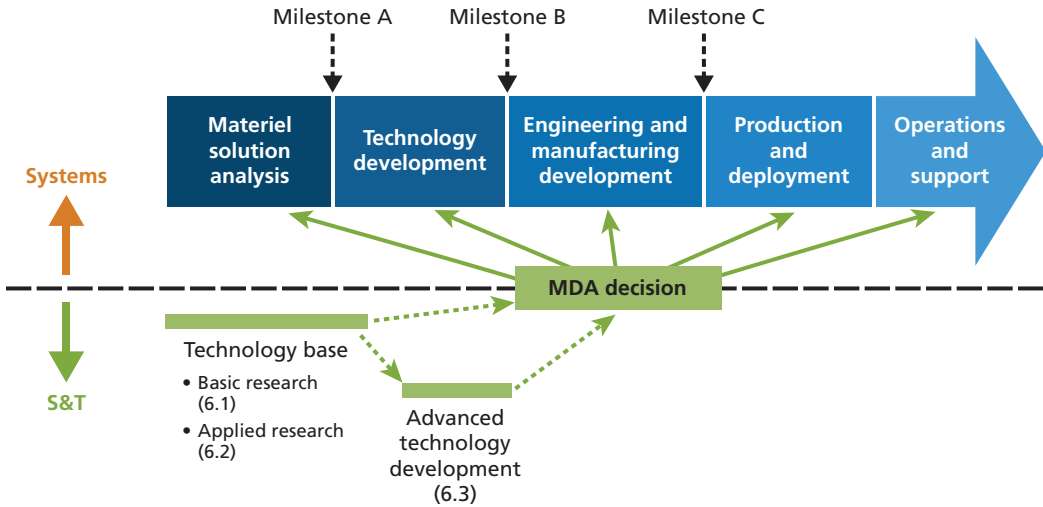 Milestone A
Milestone B
Milestone C
Materiel
solution
analysis
Technology
development
Engineering and
manufacturing
development
Production
and
deployment
Operations
and
support
Systems
S&T
MDA decision
Technology base
• Basic research
(6.1)
• Applied research
(6.2)
Advanced
technology
development
(6.3)